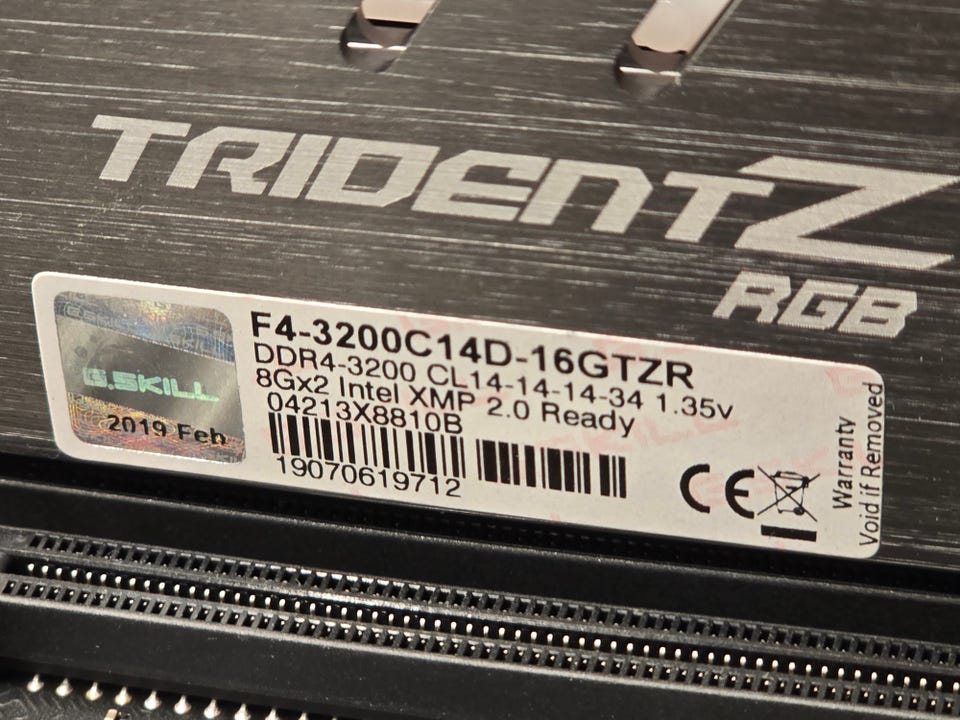 TRIDENT Z
RGB
G.SKILL
2019 Feb
F4-3200C14D-16GTZR
DDR4-3200 CL14-14-14-34 1.35v
8Gx2 Intel XMP 2.0 Ready
04213X8810B
19070619712
CE
Warranty
Void if Removed